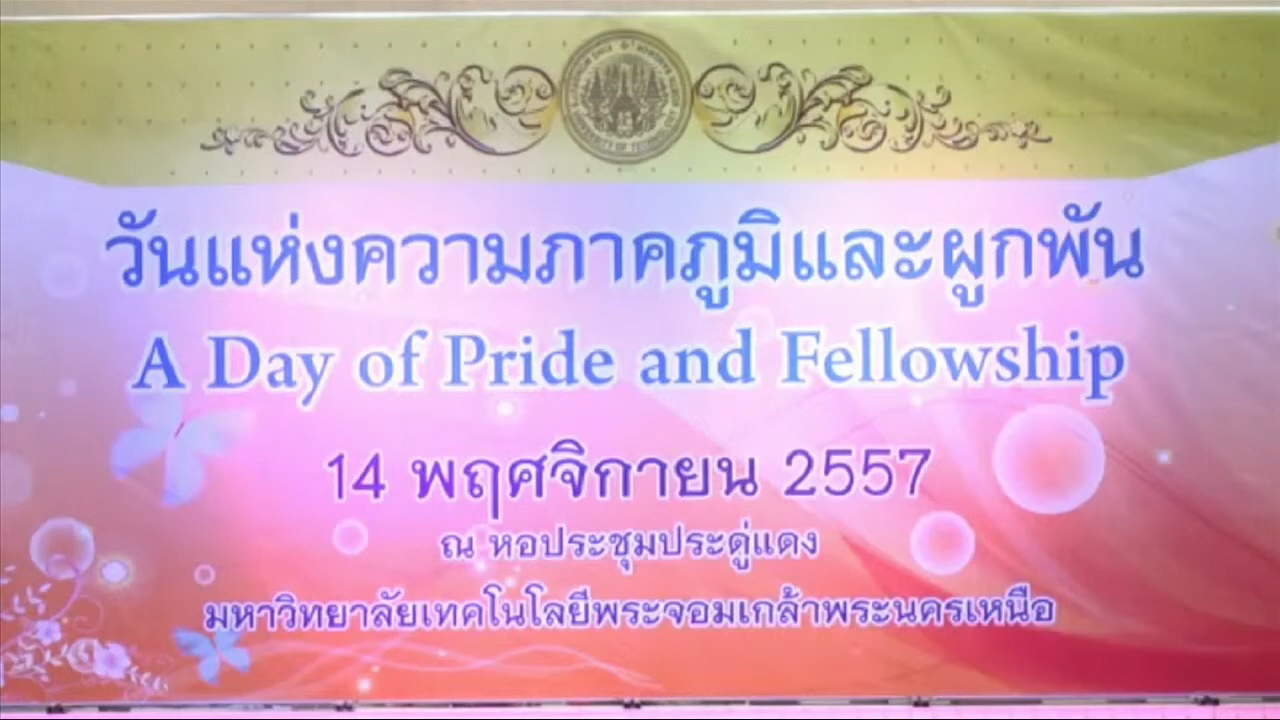 วันแห่งความภาคภูมิและผูกพัน
A Day of Pride and Fellowship
14 พฤศจิกายน 2557
ณ หอประชุมประดู่แดง
มหาวิทยาลัยเทคโนโลยีพระจอมเกล้าพระนครเหนือ